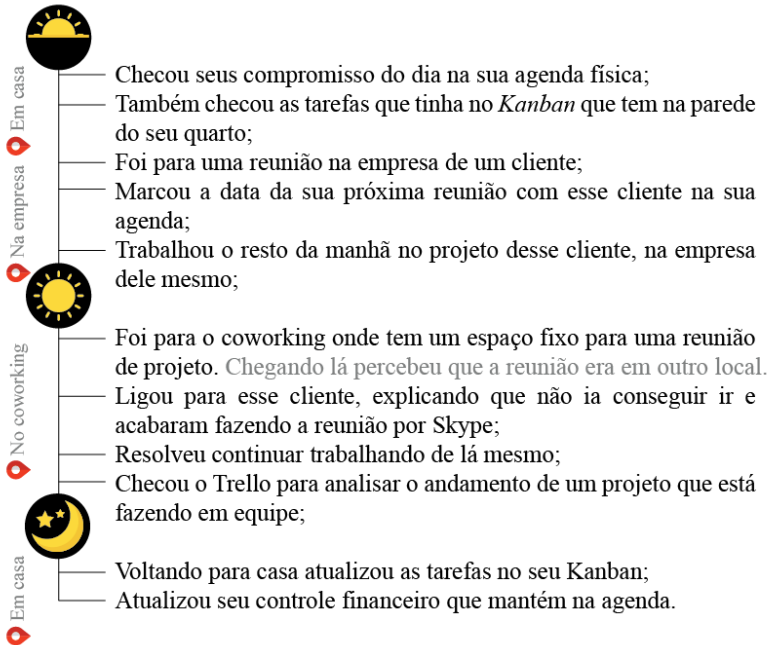 Em casa
Checou seus compromisso do dia na sua agenda física;
Também checou as tarefas que tinha no Kanban que tem na parede
do seu quarto;
Na empresa
Foi para uma reunião na empresa de um cliente;
Marcou a data da sua próxima reunião com esse cliente na sua
agenda;
Trabalhou o resto da manhã no projeto desse cliente, na empresa
dele mesmo;
No coworking
Foi para o coworking onde tem um espaço fixo para uma reunião
de projeto. Chegando lá percebeu que a reunião era em outro local.
Ligou para esse cliente, explicando que não ia conseguir ir e
acabaram fazendo a reunião por Skype;
Resolveu continuar trabalhando de lá mesmo;
Checou o Trello para analisar o andamento de um projeto que está
fazendo em equipe;
Em casa
Voltando para casa atualizou as tarefas no seu Kanban;
Atualizou seu controle financeiro que mantém na agenda.